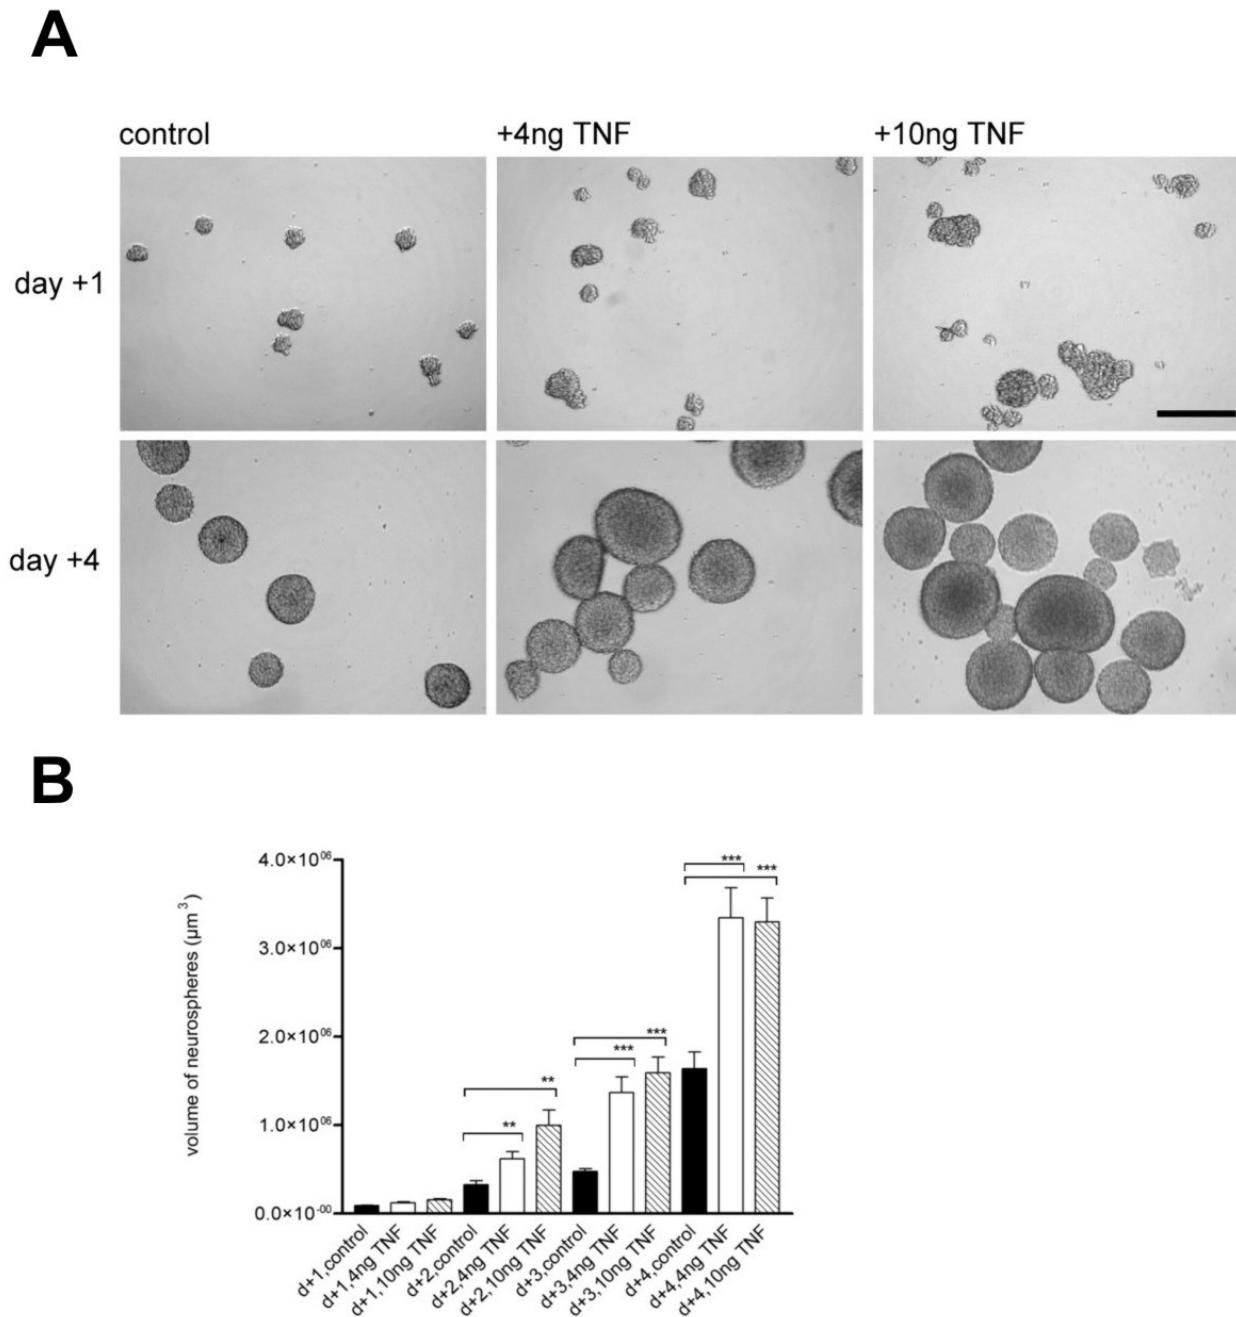 A
control
+4ng TNF
+10ng TNF
day +1
day +4
B
volume of neurospheres (µm³)
4.0×10⁰⁶
3.0×10⁰⁶
2.0×10⁰⁶
1.0×10⁰⁶
0.0×10⁻⁰⁰
**
**
***
***
***
***
d+1,control
d+1,4ng TNF
d+1,10ng TNF
d+2,control
d+2,4ng TNF
d+2,10ng TNF
d+3,control
d+3,4ng TNF
d+3,10ng TNF
d+4,control
d+4,4ng TNF
d+4,10ng TNF